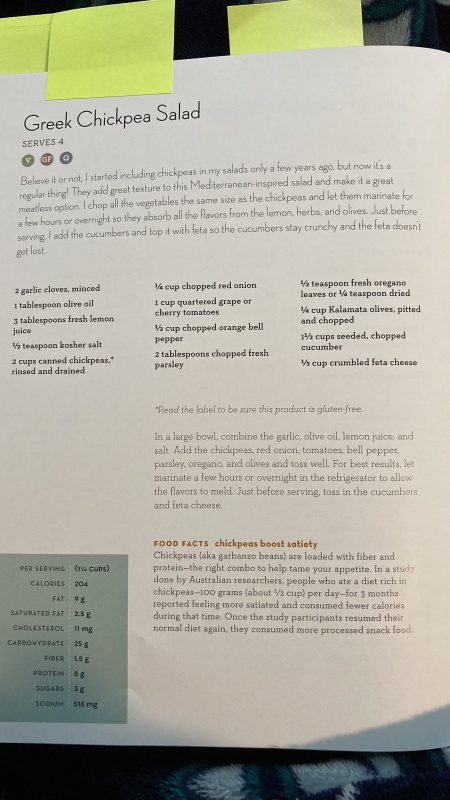 Greek Chickpea Salad
SERVES 4
V GF Q
Believe it or not, I started including chickpeas in my salads only a few years ago, but now it's a
regular thing! They add great texture to this Mediterranean-inspired salad and make it a great
meatless option. I chop all the vegetables the same size as the chickpeas and let them marinate for
a few hours or overnight so they absorb all the flavors from the lemon, herbs, and olives. Just before
serving, I add the cucumbers and top it with feta so the cucumbers stay crunchy and the feta doesn't
get lost.
2 garlic cloves, minced
1 tablespoon olive oil
3 tablespoons fresh lemon
juice
½ teaspoon kosher salt
2 cups canned chickpeas,*
rinsed and drained
¼ cup chopped red onion
1 cup quartered grape or
cherry tomatoes
½ cup chopped orange bell
pepper
2 tablespoons chopped fresh
parsley
½ teaspoon fresh oregano
leaves or ¼ teaspoon dried
¼ cup Kalamata olives, pitted
and chopped
1½ cups seeded, chopped
cucumber
⅓ cup crumbled feta cheese
*Read the label to be sure this product is gluten-free.
In a large bowl, combine the garlic, olive oil, lemon juice, and
salt. Add the chickpeas, red onion, tomatoes, bell pepper,
parsley, oregano, and olives and toss well. For best results, let
marinate a few hours or overnight in the refrigerator to allow
the flavors to meld. Just before serving, toss in the cucumbers
and feta cheese.
FOOD FACTS chickpeas boost satiety
Chickpeas (aka garbanzo beans) are loaded with fiber and
protein—the right combo to help tame your appetite. In a study
done by Australian researchers, people who ate a diet rich in
chickpeas—100 grams (about ½ cup) per day—for 3 months
reported feeling more satiated and consumed fewer calories
during that time. Once the study participants resumed their
normal diet again, they consumed more processed snack food.
PER SERVING (1¼ CUPS)
CALORIES 204
FAT 9 g
SATURATED FAT 2.5 g
CHOLESTEROL 11 mg
CARBOHYDRATE 25 g
FIBER 1.5 g
PROTEIN 8 g
SUGARS 3 g
SODIUM 518 mg